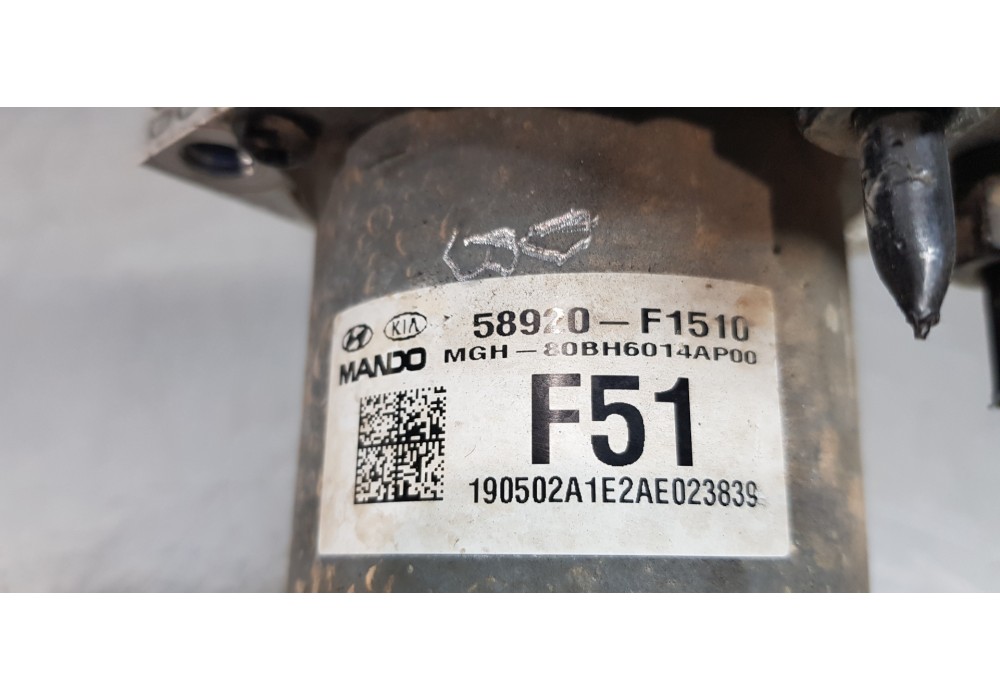 KIA 58920-F1510
MANDO MGH-80BH6014AP00
F51
190502A1E2AE023839